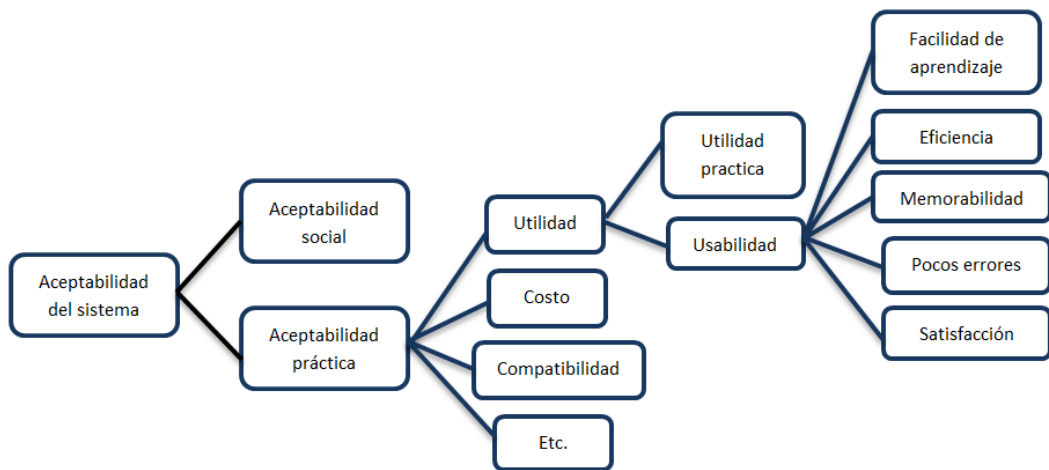 Aceptabilidad
del sistema
Aceptabilidad
social
Aceptabilidad
práctica
Utilidad
Costo
Compatibilidad
Etc.
Utilidad
practica
Usabilidad
Facilidad de
aprendizaje
Eficiencia
Memorabilidad
Pocos errores
Satisfacción